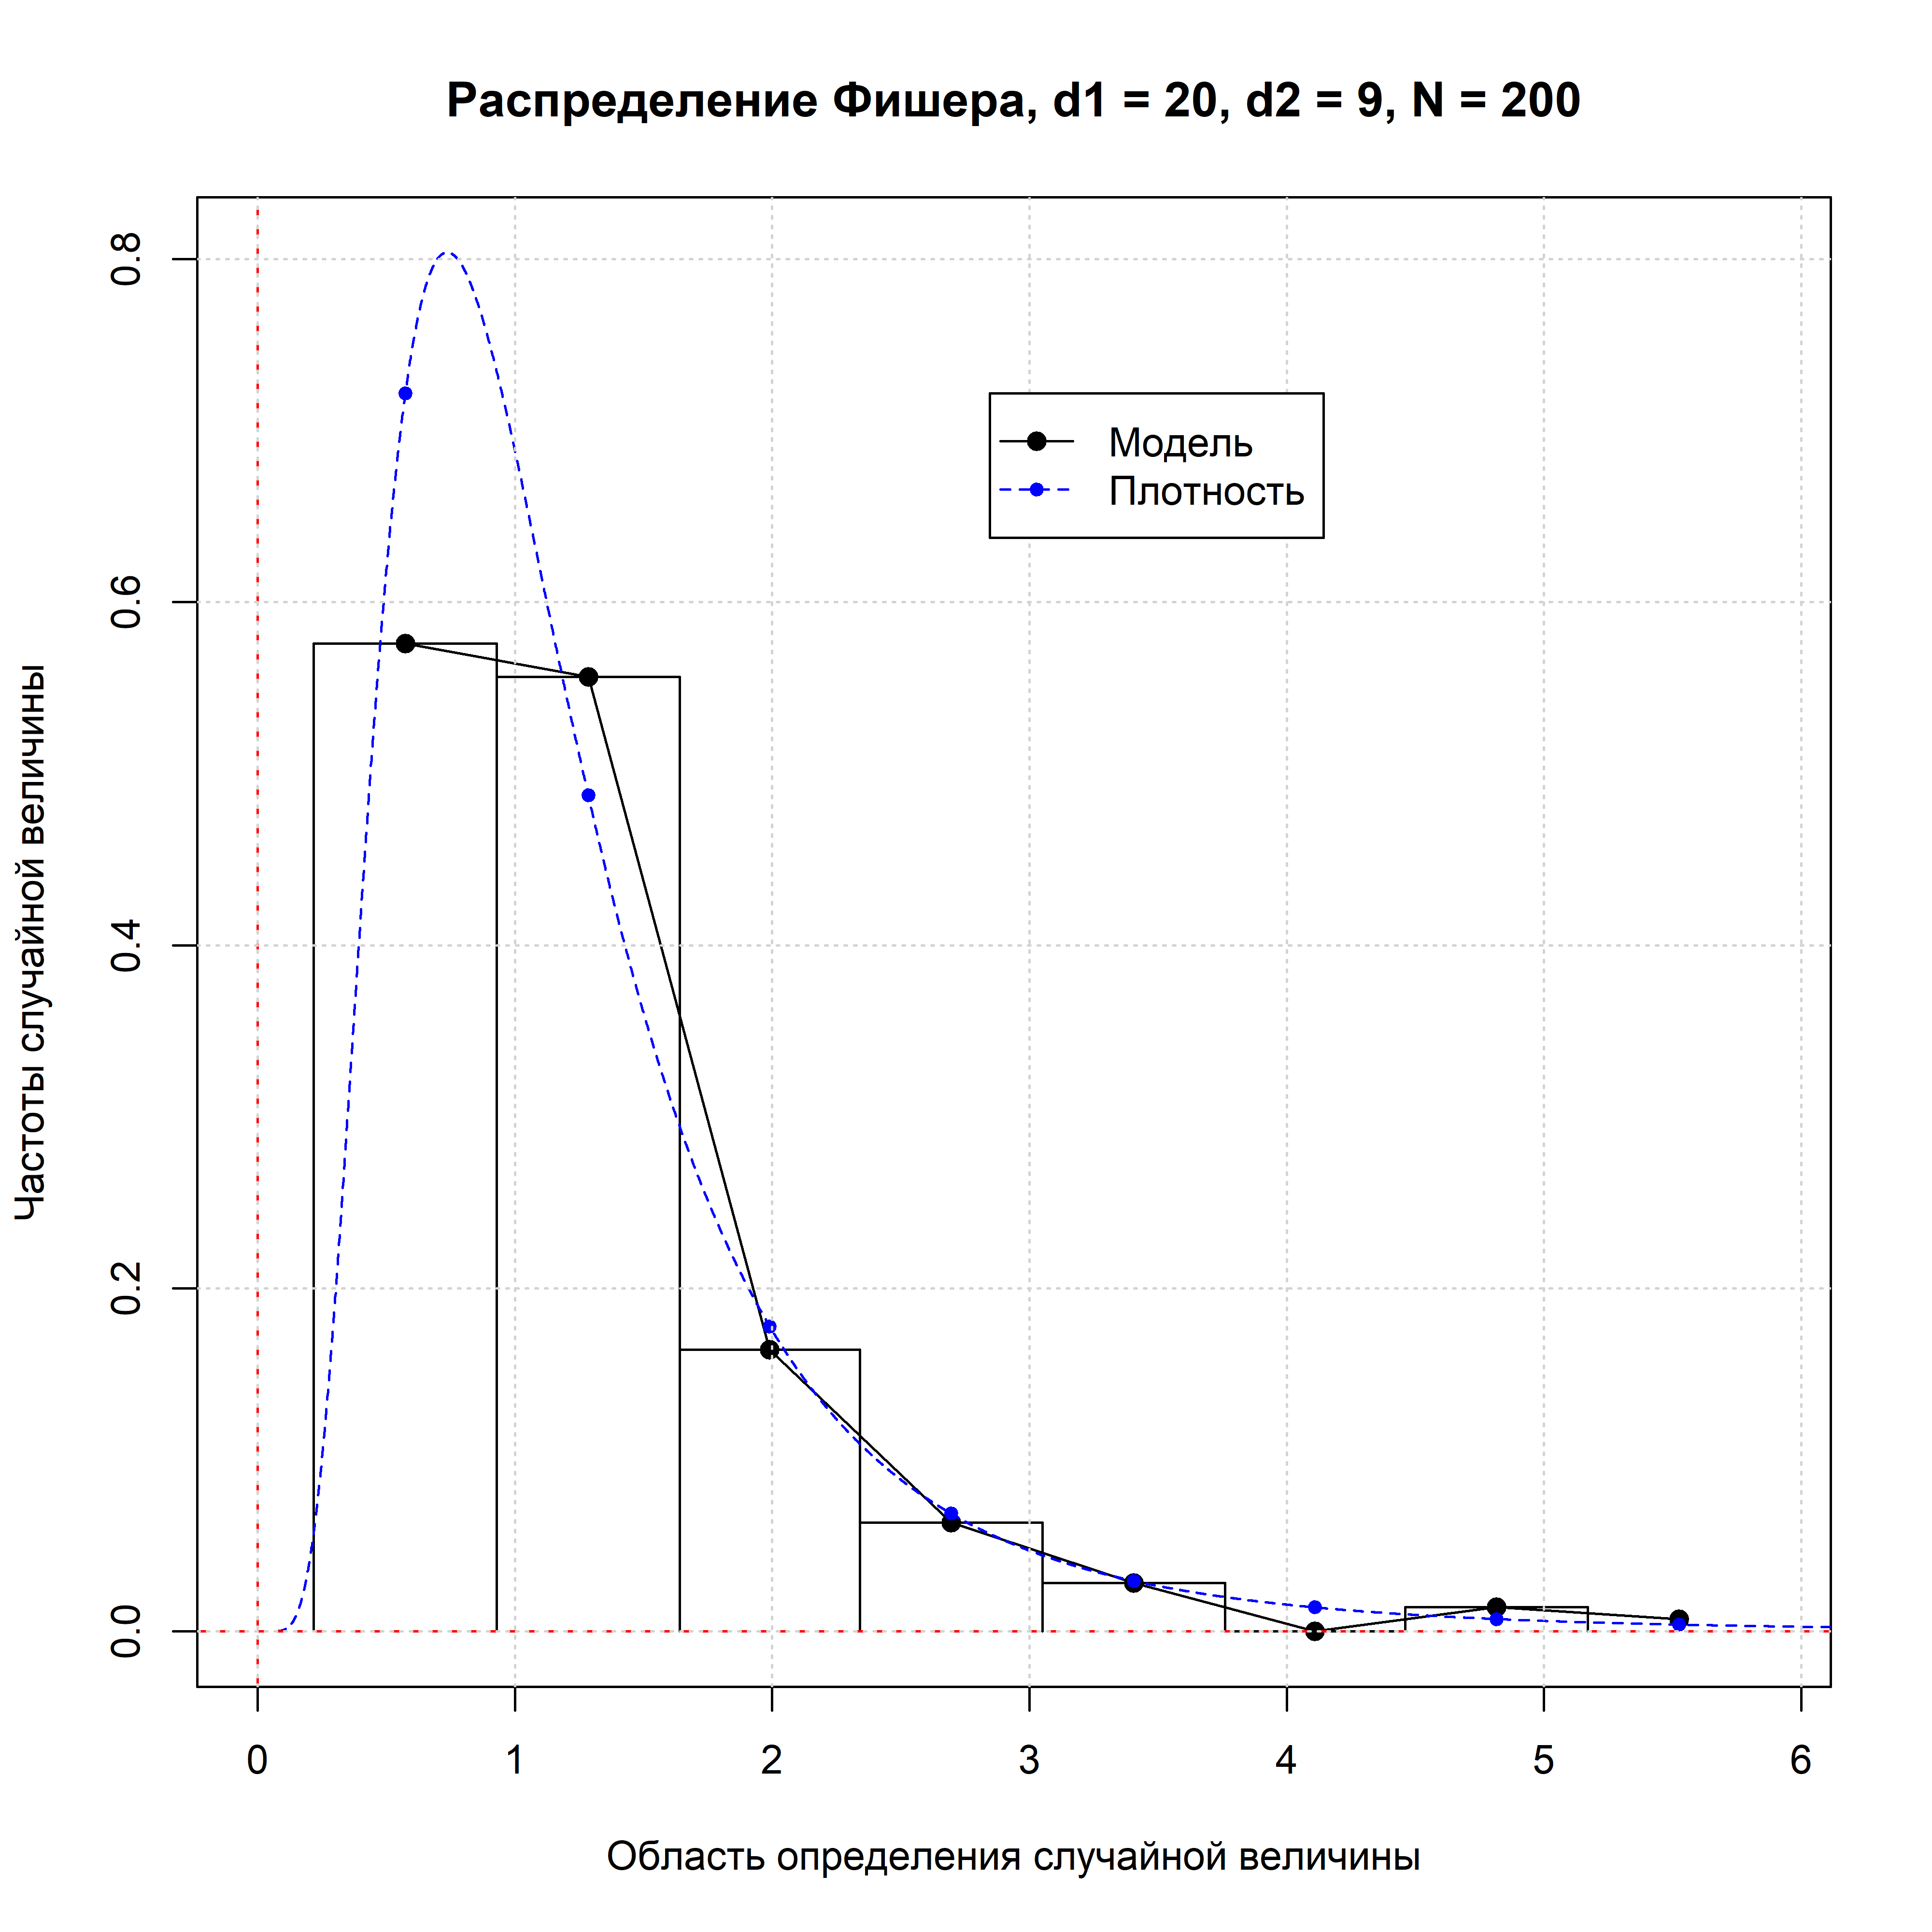 Распределение Фишера, d1 = 20, d2 = 9, N = 200
Частоты случайной величины
0.8
0.6
0.4
0.2
0.0
Модель
Плотность
0 1 2 3 4 5 6
Область определения случайной величины